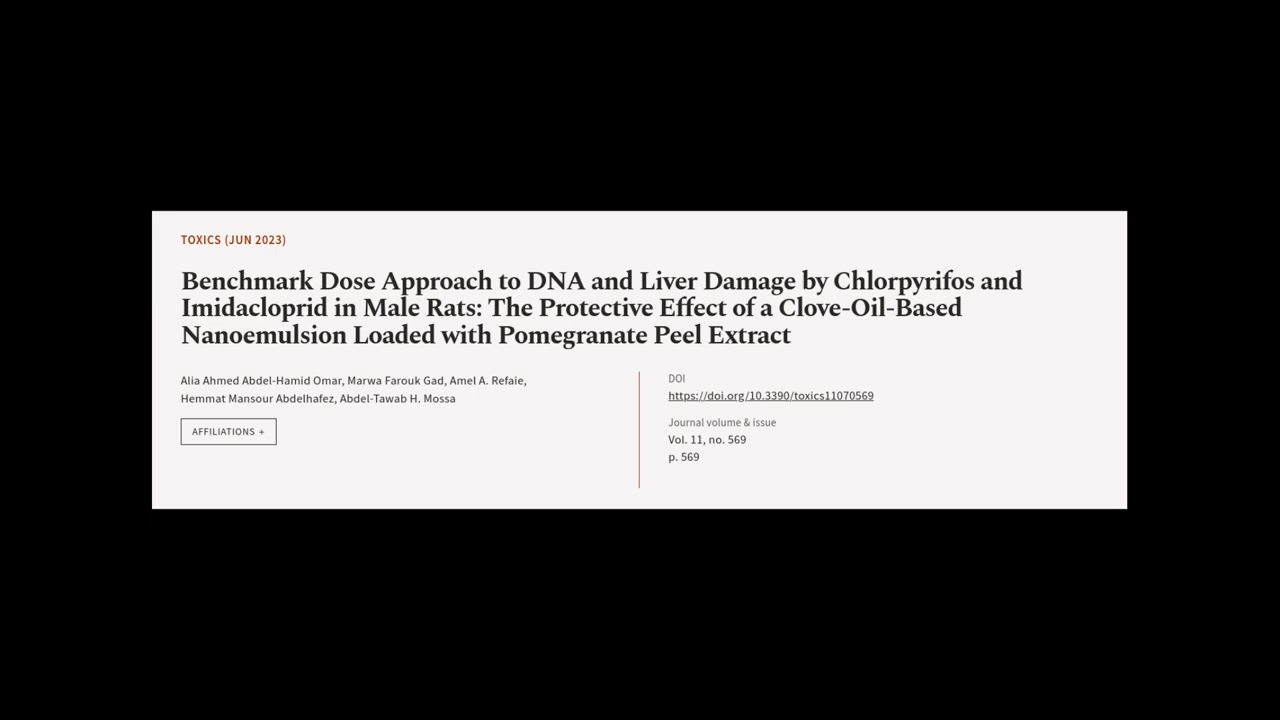 TOXICS (JUN 2023)
Benchmark Dose Approach to DNA and Liver Damage by Chlorpyrifos and
Imidacloprid in Male Rats: The Protective Effect of a Clove-Oil-Based
Nanoemulsion Loaded with Pomegranate Peel Extract
Alia Ahmed Abdel-Hamid Omar, Marwa Farouk Gad, Amel A. Refaie,
Hemmat Mansour Abdelhafez, Abdel-Tawab H. Mossa
AFFILIATIONS +
DOI
https://doi.org/10.3390/toxics11070569
Journal volume & issue
Vol. 11, no. 569
p. 569